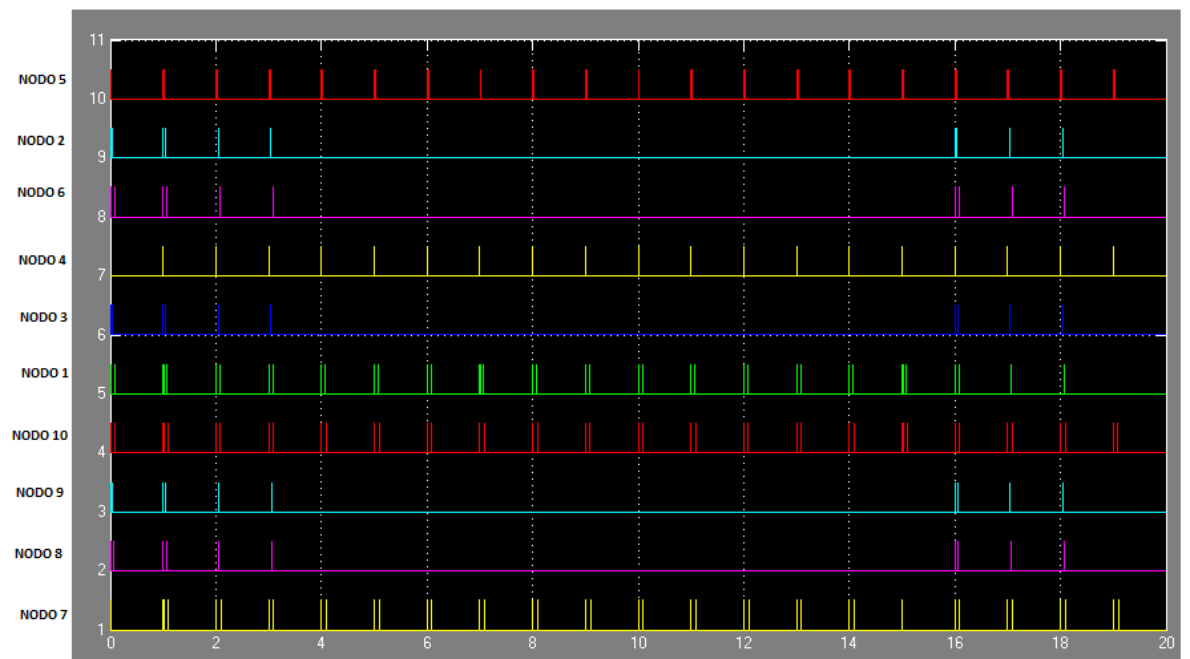 11
NODO 5
10
NODO 2
9
NODO 6
8
NODO 4
7
NODO 3
6
NODO 1
5
NODO 10
4
NODO 9
3
NODO 8
2
NODO 7
1
0 2 4 6 8 10 12 14 16 18 20